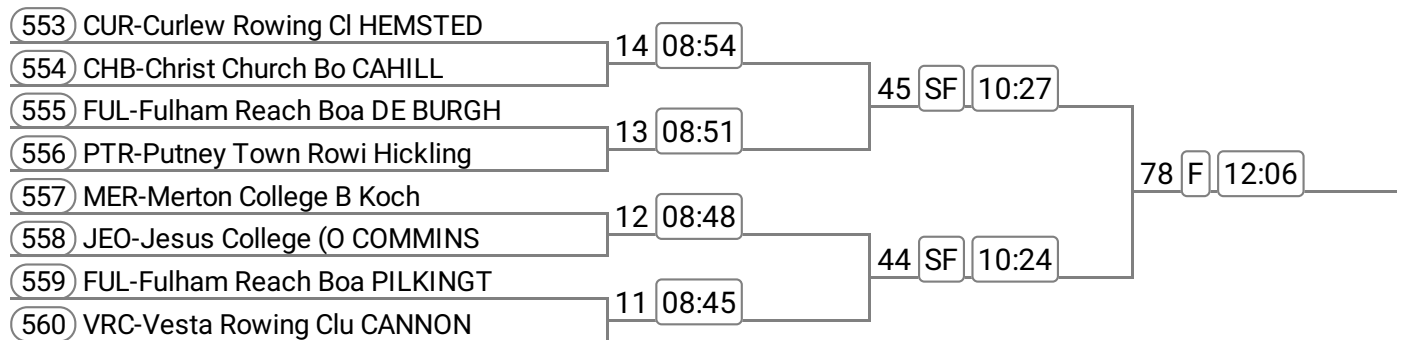 553 CUR-Curlew Rowing Cl HEMSTED
14 08:54
554 CHB-Christ Church Bo CAHILL
45 SF 10:27
555 FUL-Fulham Reach Boa DE BURGH
13 08:51
556 PTR-Putney Town Rowi Hickling
78 F 12:06
557 MER-Merton College B Koch
12 08:48
558 JEO-Jesus College (O COMMINS
44 SF 10:24
559 FUL-Fulham Reach Boa PILKINGT
11 08:45
560 VRC-Vesta Rowing Clu CANNON